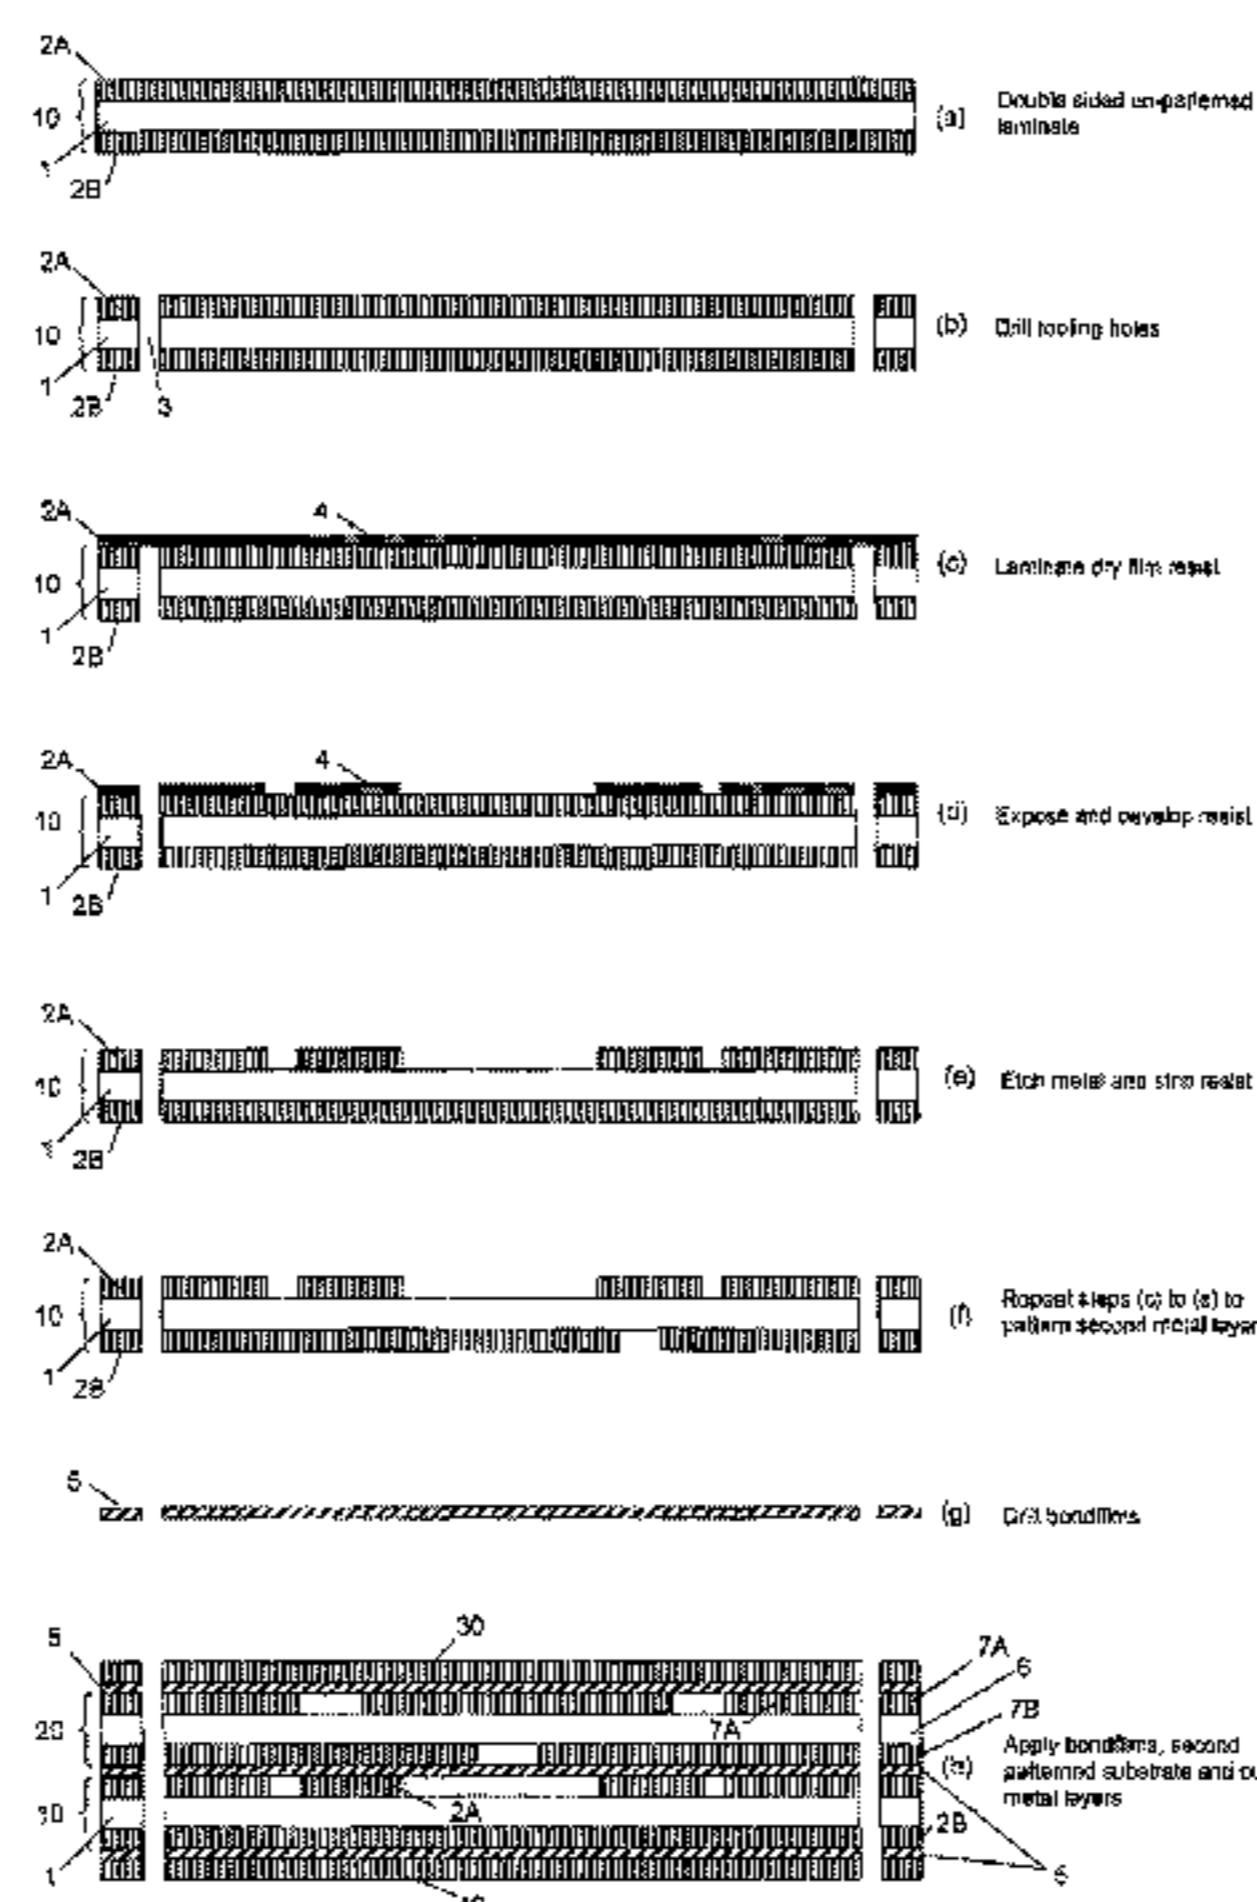 2A
10
1
2B
(a) Double sided un-patterned
laminate
2A
10
1
2B
3
(b) Drill tooling holes
2A
4
10
1
2B
(c) Laminate dry film resist
2A
4
10
1
2B
(d) Expose and develop resist
2A
10
1
2B
(e) Etch metal and strip resist
2A
10
1
2B
(f) Repeat steps (c) to (e) to
pattern second metal layer
5
(g) Drill bondfilms
30
5
7A
6
20
7A
7B
(h) Apply bondfilms, second
patterned substrate and
metal layers
10
2A
2B
1
5